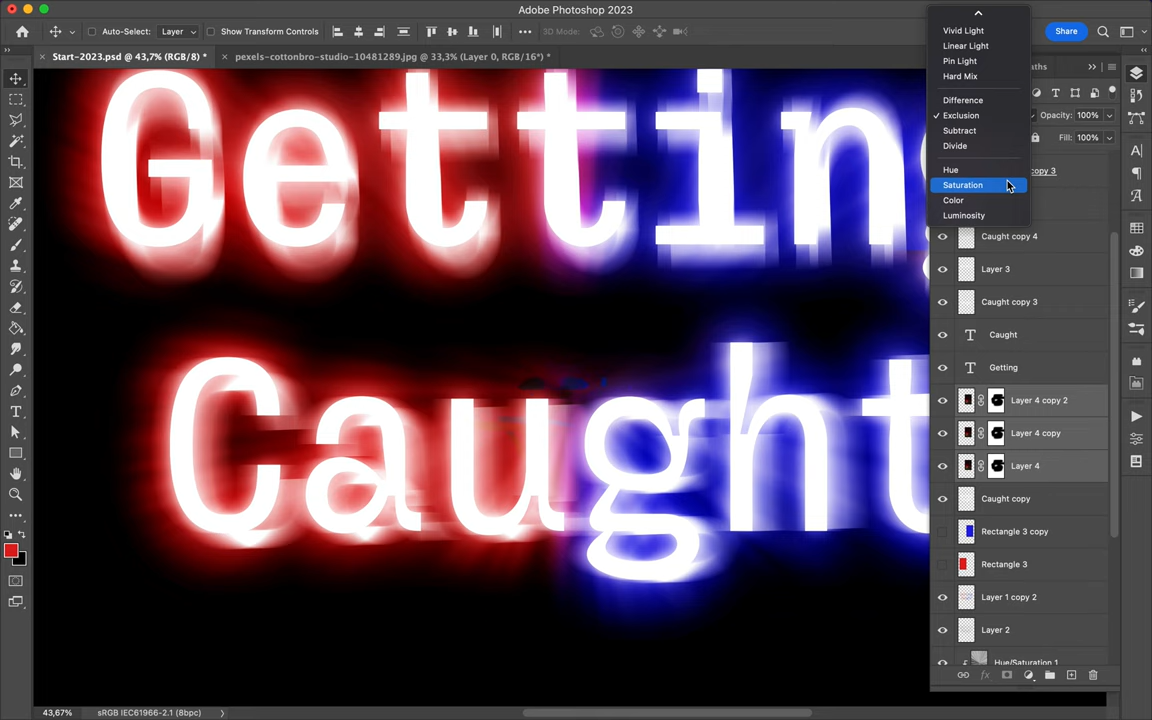 Adobe Photoshop 2023
Auto-Select:
Layer
Show Transform Controls
3D Mode:
Share
Start-2023.psd @ 43,7% (RGB/8) *
pexels-cottonbro-studio-10481289.jpg @ 33,3% (Layer 0, RGB/16*) *
Vivid Light
Linear Light
Pin Light
Hard Mix
Difference
Exclusion
Subtract
Divide
Hue
Saturation
Color
Luminosity
Opacity: 100%
Fill: 100%
copy 3
Caught copy 4
Layer 3
Caught copy 3
Caught
Getting
Layer 4 copy 2
Layer 4 copy
Layer 4
Caught copy
Rectangle 3 copy
Rectangle 3
Layer 1 copy 2
Layer 2
Hue/Saturation 1
Getting
Caught
43,67%
sRGB IEC61966-2.1 (8bpc)